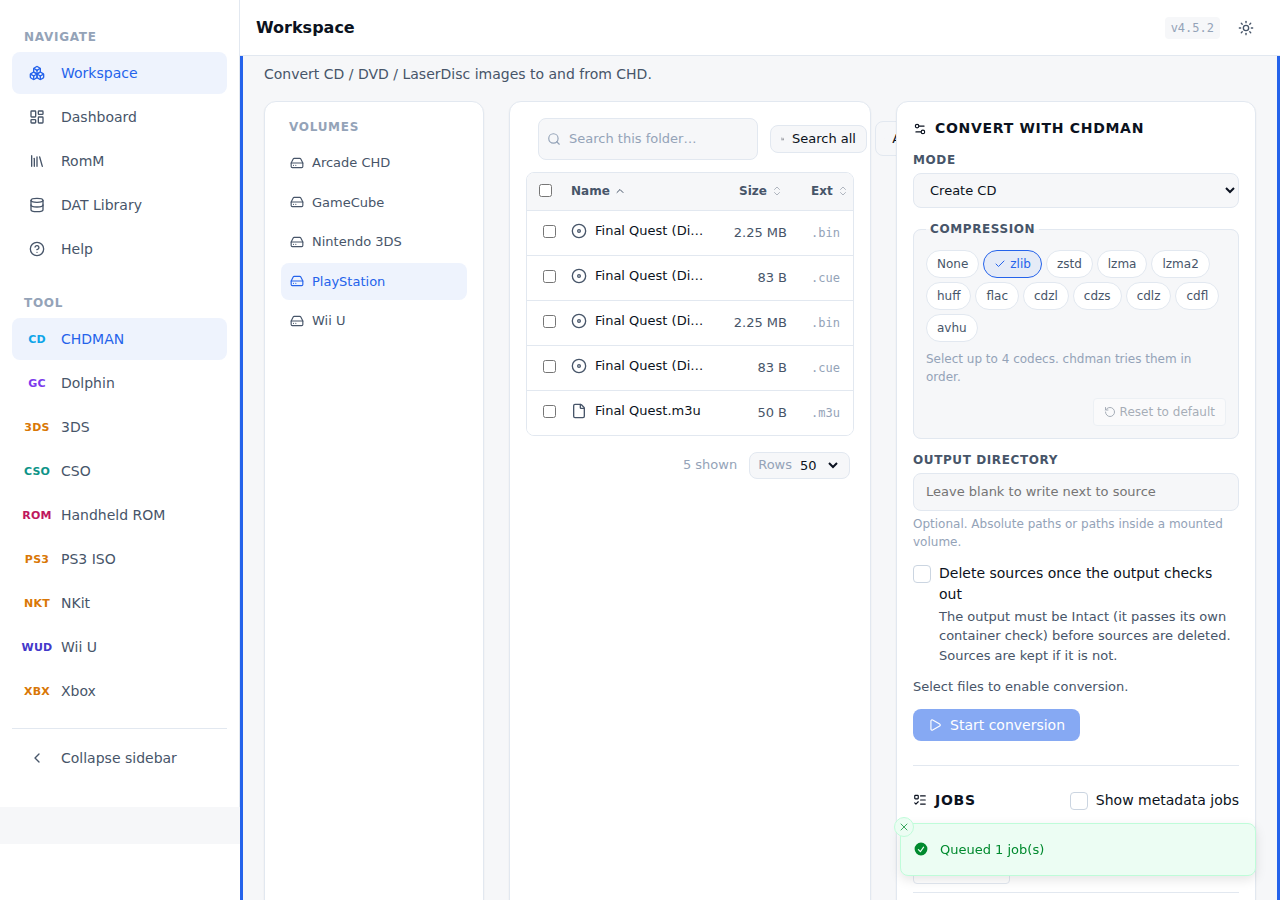 NAVIGATE
Workspace
Dashboard
RomM
DAT Library
Help
TOOL
CD CHDMAN
GC Dolphin
3DS 3DS
CSO CSO
ROM Handheld ROM
PS3 PS3 ISO
NKT NKit
WUD Wii U
XBX Xbox
Collapse sidebar
Workspace
v4.5.2
Convert CD / DVD / LaserDisc images to and from CHD.
VOLUMES
Arcade CHD
GameCube
Nintendo 3DS
PlayStation
Wii U
Search this folder…
Search all
Name Size Ext
Final Quest (Di… 2.25 MB .bin
Final Quest (Di… 83 B .cue
Final Quest (Di… 2.25 MB .bin
Final Quest (Di… 83 B .cue
Final Quest.m3u 50 B .m3u
5 shown Rows 50
CONVERT WITH CHDMAN
MODE
Create CD
COMPRESSION
None zlib zstd lzma lzma2
huff flac cdzl cdzs cdlz cdfl
avhu
Select up to 4 codecs. chdman tries them in
order.
Reset to default
OUTPUT DIRECTORY
Leave blank to write next to source
Optional. Absolute paths or paths inside a mounted
volume.
Delete sources once the output checks
out
The output must be Intact (it passes its own
container check) before sources are deleted.
Sources are kept if it is not.
Select files to enable conversion.
Start conversion
JOBS
Show metadata jobs
Queued 1 job(s)